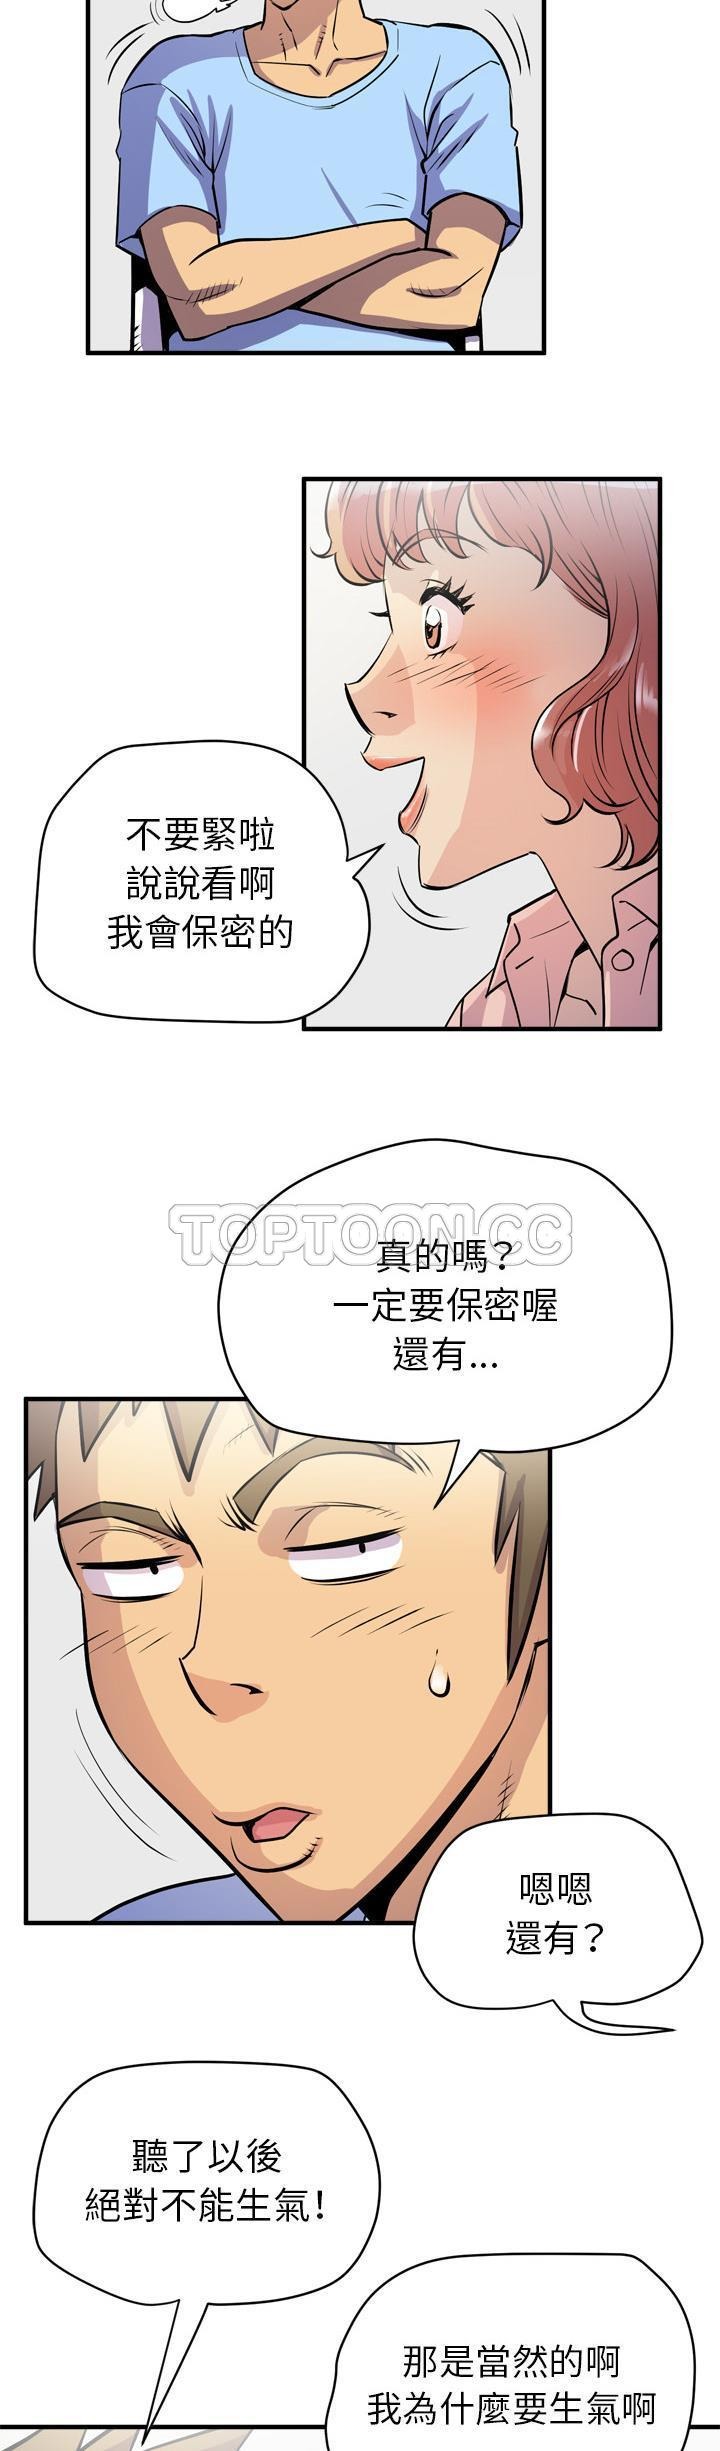 不要緊啦
說說看啊
我會保密的
TOPTOON.CC
真的嗎？
一定要保密喔
還有...
嗯嗯
還有？
聽了以後
絕對不能生氣！
那是當然的啊
我為什麼要生氣啊